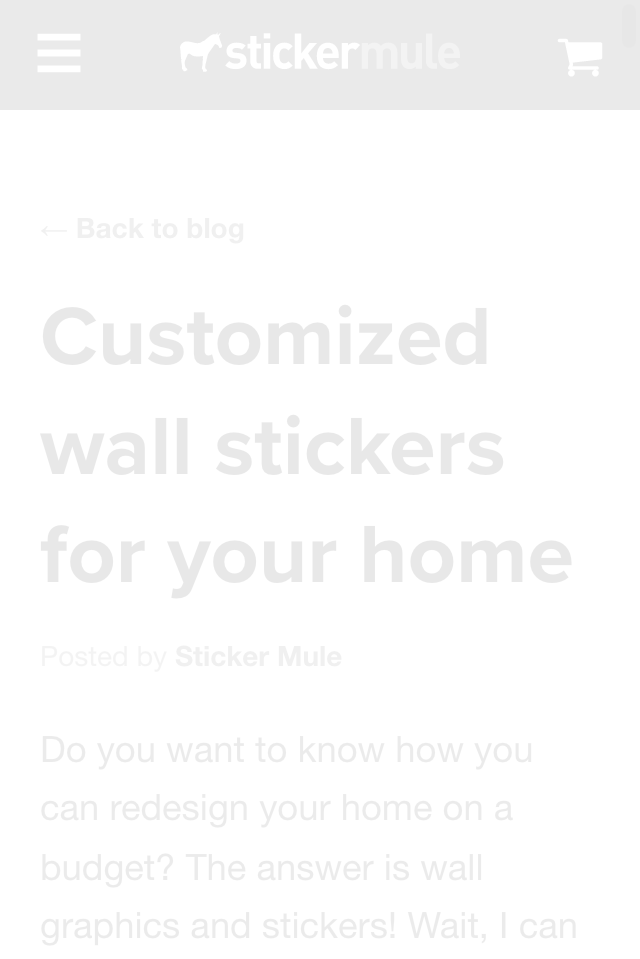 stickermule
← Back to blog
Customized
wall stickers
for your home
Posted by Sticker Mule
Do you want to know how you
can redesign your home on a
budget? The answer is wall
graphics and stickers! Wait, I can